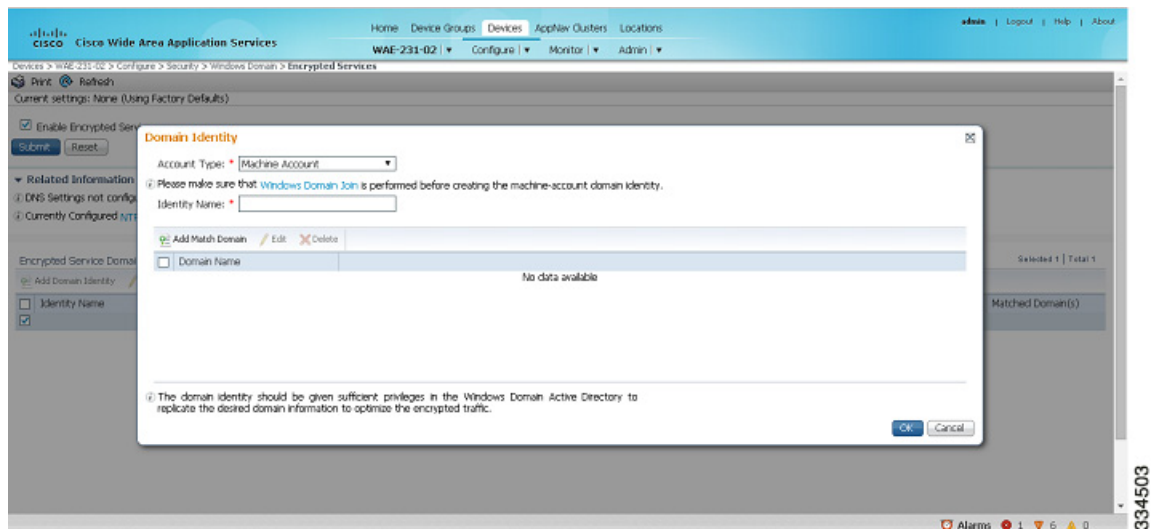 Home Device Groups Devices AppNav Clusters Locations
admin | Logout | Help | About
CISCO Cisco Wide Area Application Services
WAE-231-02 | Configure | Monitor | Admin |
Devices > WAE-231-02 > Configure > Security > Windows Domain > Encrypted Services
Print Refresh
Current settings: None (Using Factory Defaults)
Enable Encrypted Serv
Submit Reset
Domain Identity
Account Type: * Machine Account
Please make sure that Windows Domain Join is performed before creating the machine-account domain identity.
Identity Name: *
Related Information
DNS Settings not configu
Currently Configured NTP
Add Match Domain Edit Delete
Domain Name
No data available
Encrypted Service Domai
Selected 1 | Total 1
Add Domain Identity
Identity Name
Matched Domain(s)
The domain identity should be given sufficient privileges in the Windows Domain Active Directory to
replicate the desired domain information to optimize the encrypted traffic.
OK Cancel
Alarms 1 6 0
334503